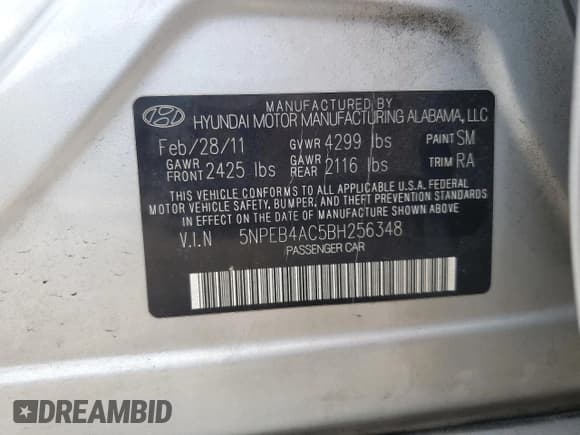 MANUFACTURED BY
HYUNDAI MOTOR MANUFACTURING ALABAMA, LLC
Feb/28/11 GVWR 4299 lbs PAINT SM
GAWR FRONT 2425 lbs GAWR REAR 2116 lbs TRIM RA
THIS VEHICLE CONFORMS TO ALL APPLICABLE U.S.A. FEDERAL
MOTOR VEHICLE SAFETY, BUMPER, AND THEFT PREVENTION STANDARDS
IN EFFECT ON THE DATE OF MANUFACTURE SHOWN ABOVE.
V.I.N 5NPEB4AC5BH256348
PASSENGER CAR
DREAMBID